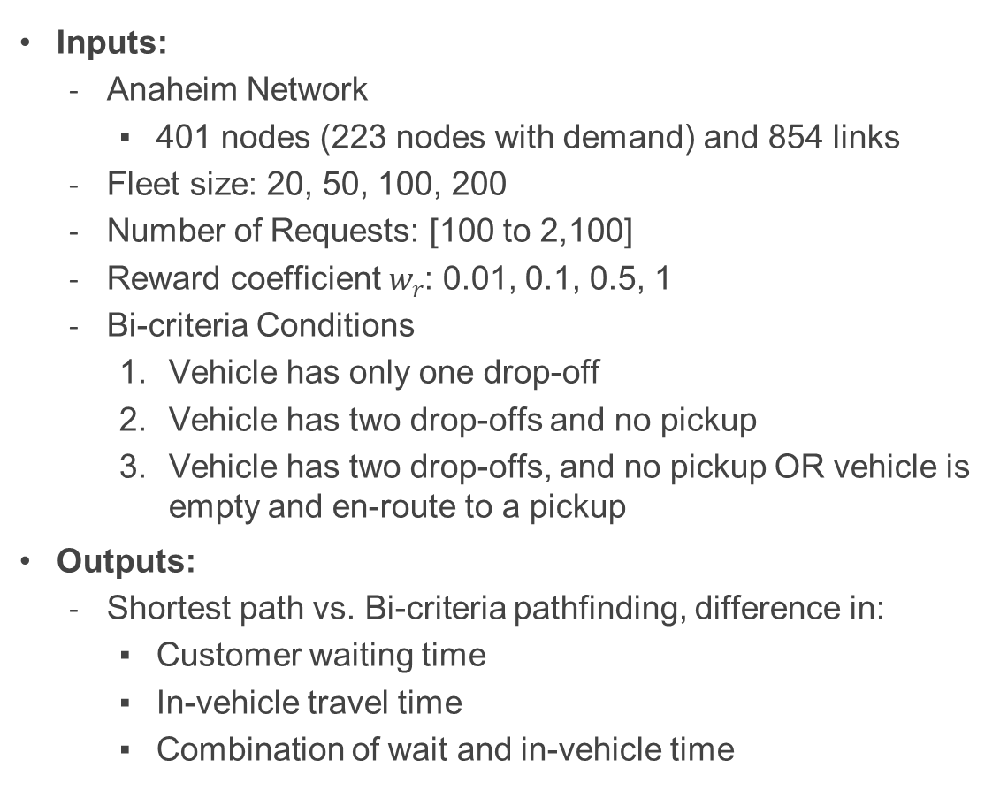 • Inputs:
- Anaheim Network
▪ 401 nodes (223 nodes with demand) and 854 links
- Fleet size: 20, 50, 100, 200
- Number of Requests: [100 to 2,100]
- Reward coefficient w_r: 0.01, 0.1, 0.5, 1
- Bi-criteria Conditions
1. Vehicle has only one drop-off
2. Vehicle has two drop-offs and no pickup
3. Vehicle has two drop-offs, and no pickup OR vehicle is
empty and en-route to a pickup
• Outputs:
- Shortest path vs. Bi-criteria pathfinding, difference in:
▪ Customer waiting time
▪ In-vehicle travel time
▪ Combination of wait and in-vehicle time